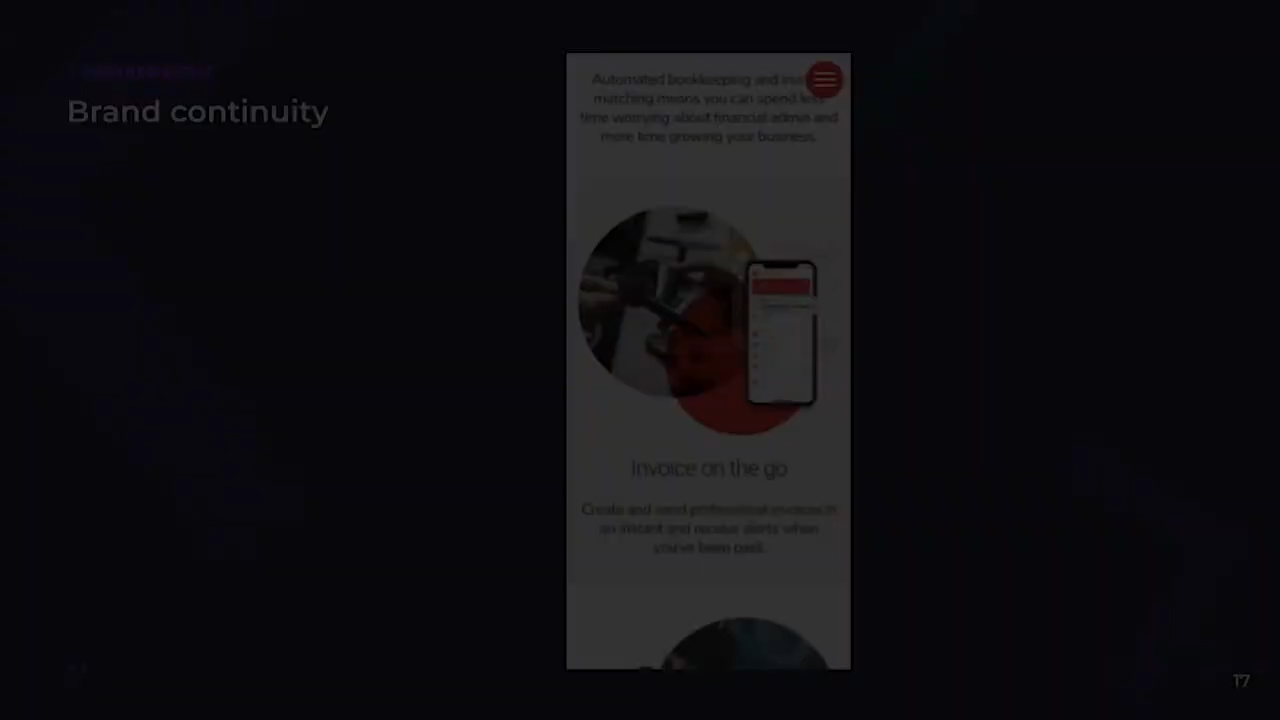 Brand continuity
Automated bookkeeping and
matching means you can spend less
time worrying about financial admin and
more time growing your business.
Invoice on the go
Create and send professional invoices in
an instant and receive alerts when
you've been paid.
17